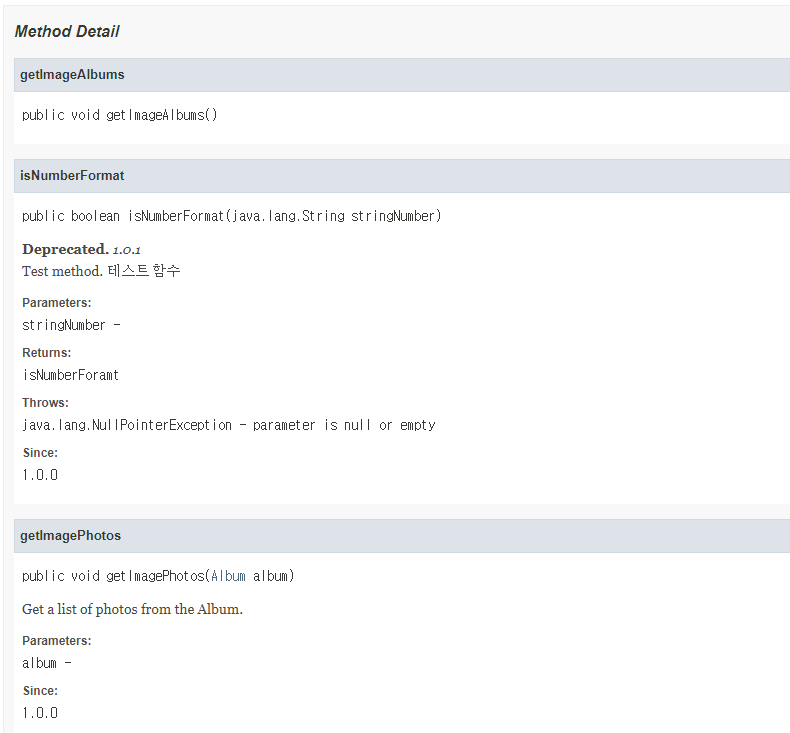 Method Detail
getImageAlbums
public void getImageAlbums()
isNumberFormat
public boolean isNumberFormat(java.lang.String stringNumber)
Deprecated. 1.0.1
Test method. 테스트 함수
Parameters:
stringNumber -
Returns:
isNumberForamt
Throws:
java.lang.NullPointerException - parameter is null or empty
Since:
1.0.0
getImagePhotos
public void getImagePhotos(Album album)
Get a list of photos from the Album.
Parameters:
album -
Since:
1.0.0